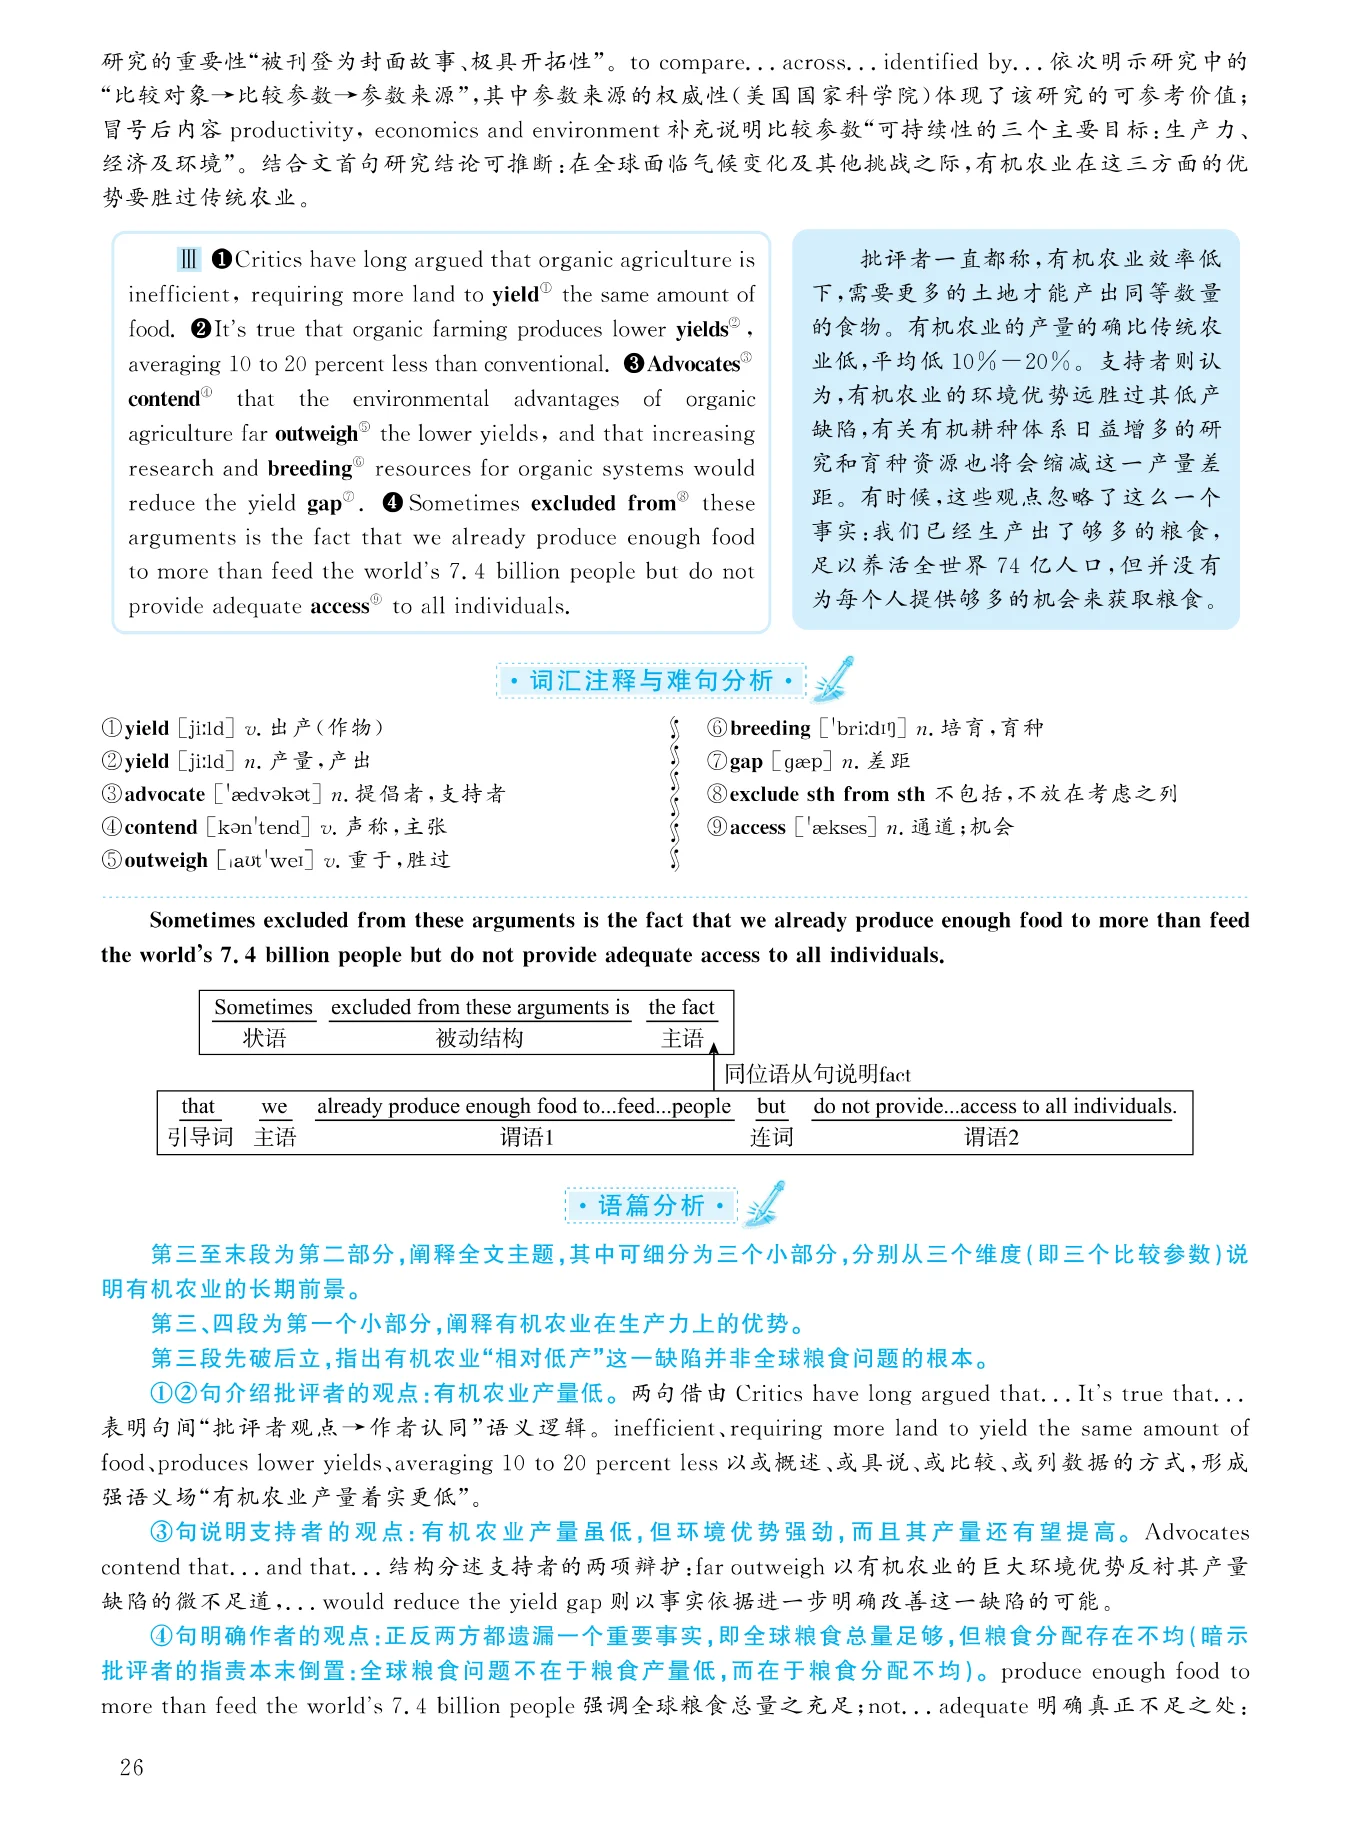 研究的重要性“被刊登为封面故事、极具开拓性”。to compare...across...identified by...依次明示研究中的
“比较对象→比较参数→参数来源”,其中参数来源的权威性(美国国家科学院)体现了该研究的可参考价值;
冒号后内容 productivity, economics and environment 补充说明比较参数“可持续性的三个主要目标:生产力、
经济及环境”。结合文首句研究结论可推断:在全球面临气候变化及其他挑战之际,有机农业在这三方面的优
势要胜过传统农业。
Ⅲ ❶Critics have long argued that organic agriculture is
inefficient, requiring more land to yield① the same amount of
food. ❷It's true that organic farming produces lower yields②,
averaging 10 to 20 percent less than conventional. ❸Advocates③
contend④ that the environmental advantages of organic
agriculture far outweigh⑤ the lower yields, and that increasing
research and breeding⑥ resources for organic systems would
reduce the yield gap⑦. ❹Sometimes excluded from⑧ these
arguments is the fact that we already produce enough food
to more than feed the world's 7.4 billion people but do not
provide adequate access⑨ to all individuals.
批评者一直都称,有机农业效率低
下,需要更多的土地才能产出同等数量
的食物。有机农业的产量的确比传统农
业低,平均低 10%—20%。支持者则认
为,有机农业的环境优势远胜过其低产
缺陷,有关有机耕种体系日益增多的研
究和育种资源也将会缩减这一产量差
距。有时候,这些观点忽略了这么一个
事实:我们已经生产出了够多的粮食,
足以养活全世界 74 亿人口,但并没有
为每个人提供够多的机会来获取粮食。
·词汇注释与难句分析·
①yield [jiːld] v. 出产(作物)
②yield [jiːld] n. 产量,产出
③advocate [ˈædvəkət] n. 提倡者,支持者
④contend [kənˈtend] v. 声称,主张
⑤outweigh [ˌaʊtˈweɪ] v. 重于,胜过
⑥breeding [ˈbriːdɪŋ] n. 培育,育种
⑦gap [ɡæp] n. 差距
⑧exclude sth from sth 不包括,不放在考虑之列
⑨access [ˈækses] n. 通道;机会
Sometimes excluded from these arguments is the fact that we already produce enough food to more than feed
the world's 7.4 billion people but do not provide adequate access to all individuals.
Sometimes excluded from these arguments is the fact
状语 被动结构 主语
同位语从句说明fact
that we already produce enough food to...feed...people but do not provide...access to all individuals.
引导词 主语 谓语1 连词 谓语2
·语篇分析·
第三至末段为第二部分,阐释全文主题,其中可细分为三个小部分,分别从三个维度(即三个比较参数)说
明有机农业的长期前景。
第三、四段为第一个小部分,阐释有机农业在生产力上的优势。
第三段先破后立,指出有机农业“相对低产”这一缺陷并非全球粮食问题的根本。
①②句介绍批评者的观点:有机农业产量低。两句借由 Critics have long argued that...It's true that...
表明句间“批评者观点→作者认同”语义逻辑。inefficient、requiring more land to yield the same amount of
food、produces lower yields、averaging 10 to 20 percent less 以或概述、或具说、或比较、或列数据的方式,形成
强语义场“有机农业产量着实更低”。
③句说明支持者的观点:有机农业产量虽低,但环境优势强劲,而且其产量还有望提高。Advocates
contend that...and that...结构分述支持者的两项辩护:far outweigh 以有机农业的巨大环境优势反衬其产量
缺陷的微不足道,...would reduce the yield gap 则以事实依据进一步明确改善这一缺陷的可能。
④句明确作者的观点:正反两方都遗漏一个重要事实,即全球粮食总量足够,但粮食分配存在不均(暗示
批评者的指责本末倒置:全球粮食问题不在于粮食产量低,而在于粮食分配不均)。produce enough food to
more than feed the world's 7.4 billion people 强调全球粮食总量之充足;not...adequate 明确真正不足之处:
26